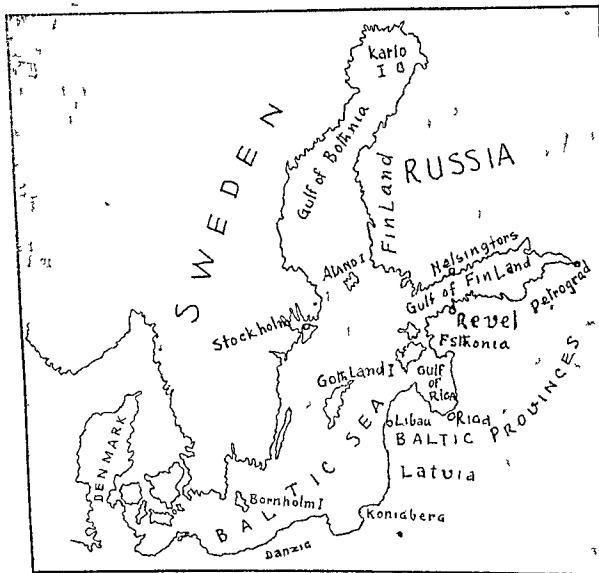 Karlo
I
SWEDEN
Gulf of Bothnia
FinLand
RUSSIA
ALAND I
Helsingfors
Gulf of FinLand
Petrograd
Stockholm
Revel
Esthonia
GothLand I
Gulf
of
RIGA
Libau
RIGA
BALTIC PROVINCES
Latvia
DENMARK
BALTIC SEA
Bornholm I
Konigberg
Danzig
3